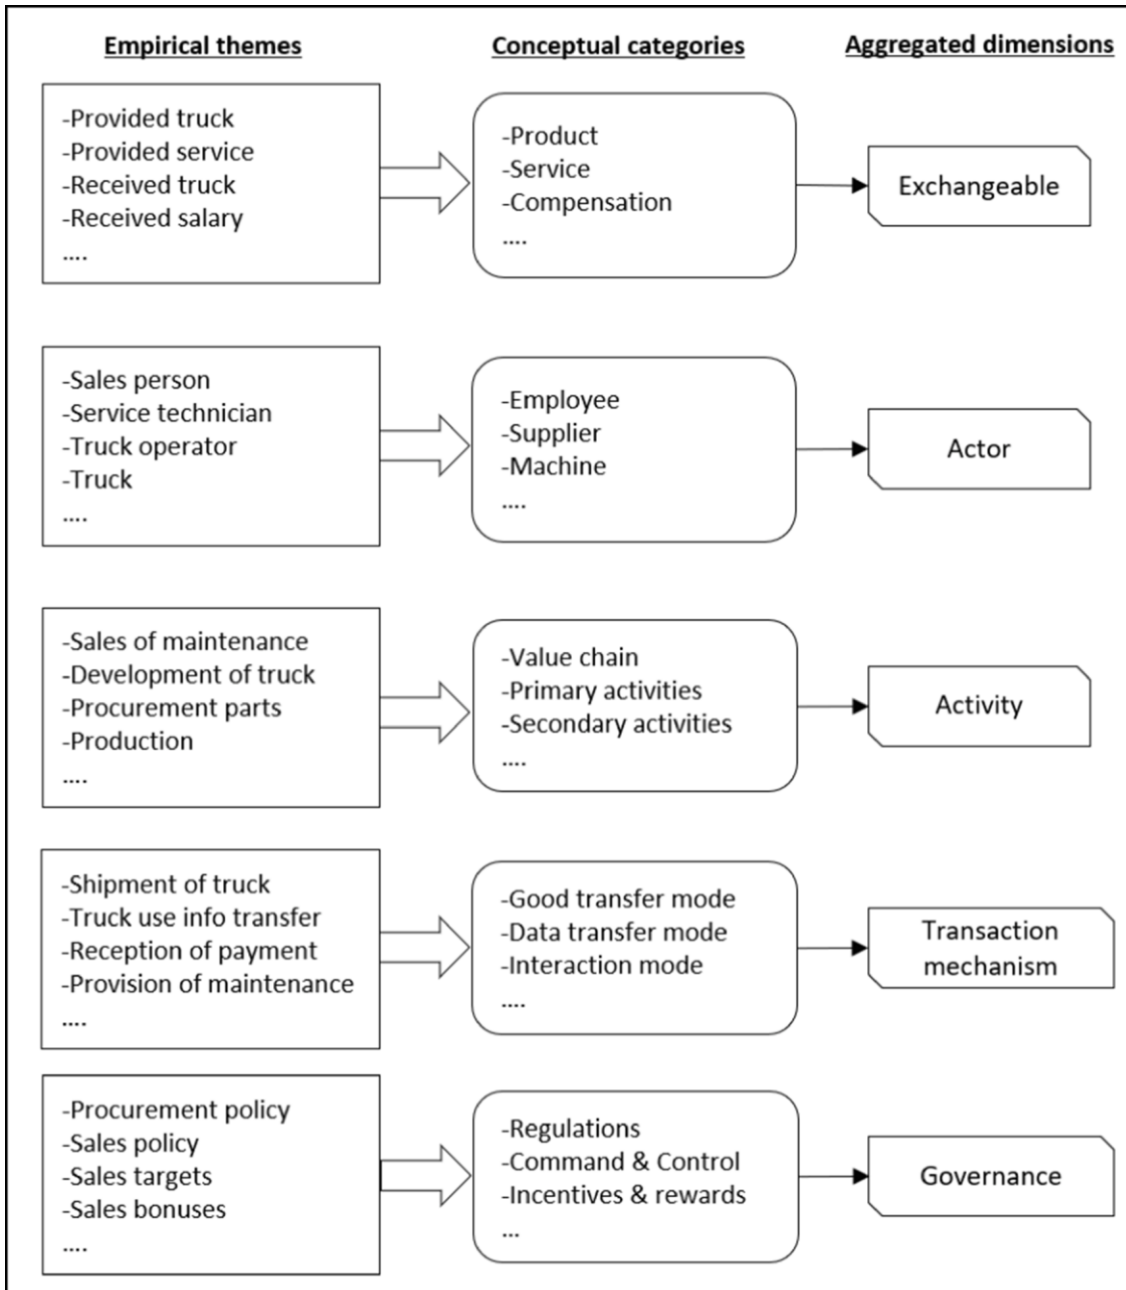 Empirical themes
Conceptual categories
Aggregated dimensions
-Provided truck
-Provided service
-Received truck
-Received salary
....
-Product
-Service
-Compensation
....
Exchangeable
-Sales person
-Service technician
-Truck operator
-Truck
....
-Employee
-Supplier
-Machine
....
Actor
-Sales of maintenance
-Development of truck
-Procurement parts
-Production
....
-Value chain
-Primary activities
-Secondary activities
....
Activity
-Shipment of truck
-Truck use info transfer
-Reception of payment
-Provision of maintenance
....
-Good transfer mode
-Data transfer mode
-Interaction mode
....
Transaction
mechanism
-Procurement policy
-Sales policy
-Sales targets
-Sales bonuses
....
-Regulations
-Command & Control
-Incentives & rewards
...
Governance